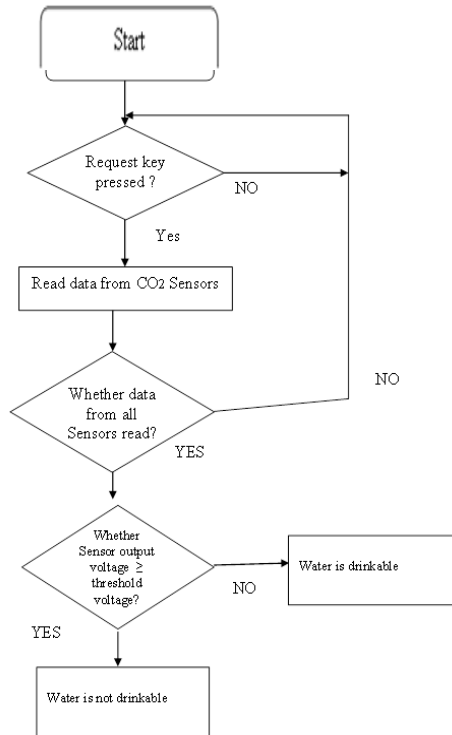 Start
Request key
pressed ?
NO
Yes
Read data from CO2 Sensors
Whether data
from all
Sensors read?
NO
YES
Whether
Sensor output
voltage ≥
threshold
voltage?
NO
Water is drinkable
YES
Water is not drinkable